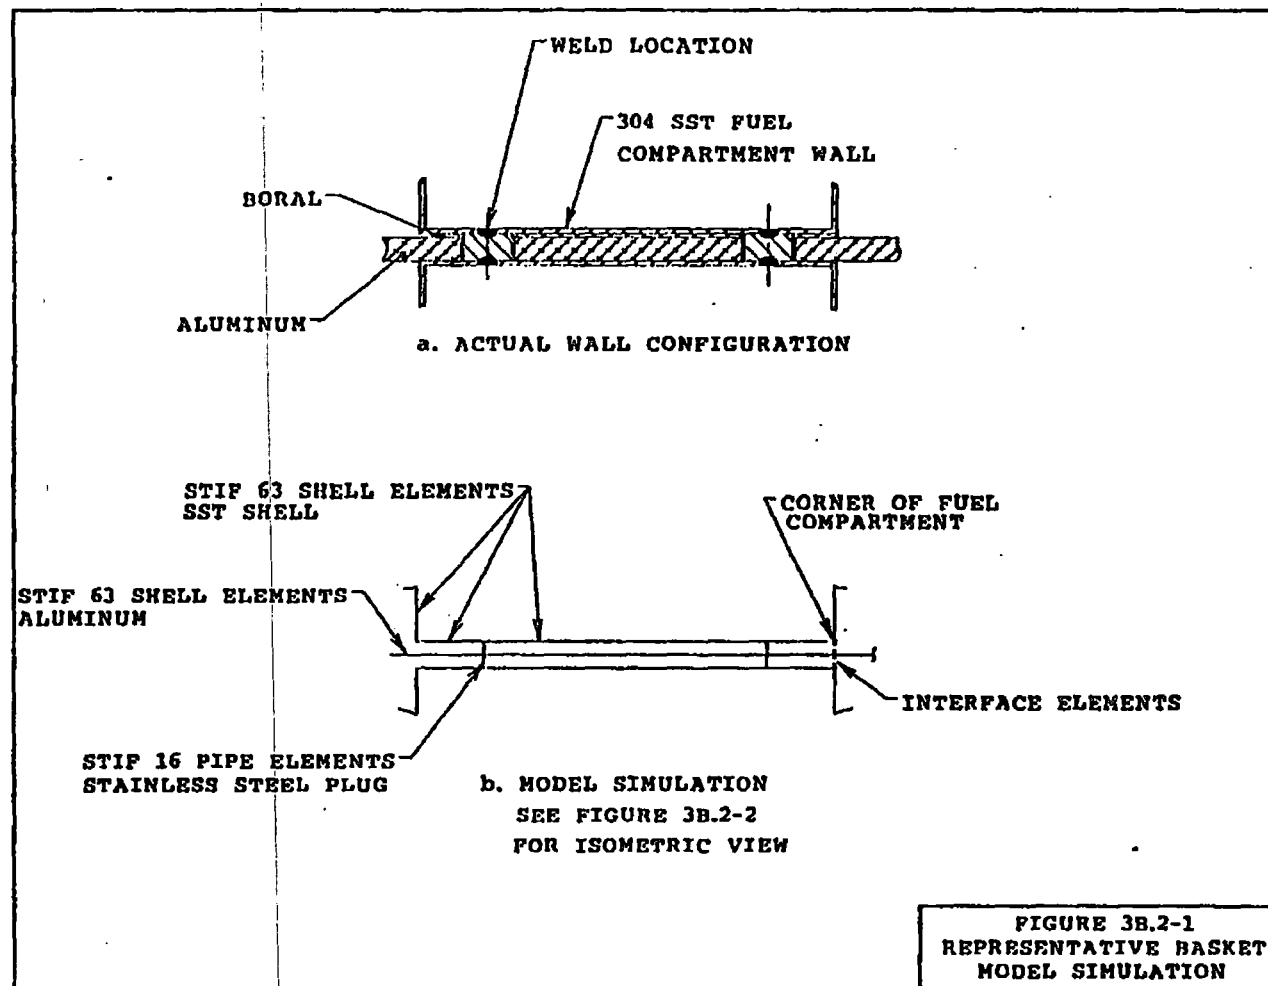 WELD LOCATION
304 SST FUEL
COMPARTMENT WALL
BORAL
ALUMINUM
a. ACTUAL WALL CONFIGURATION
STIF 63 SHELL ELEMENTS
SST SHELL
CORNER OF FUEL
COMPARTMENT
STIF 63 SHELL ELEMENTS
ALUMINUM
INTERFACE ELEMENTS
STIF 16 PIPE ELEMENTS
STAINLESS STEEL PLUG
b. MODEL SIMULATION
SEE FIGURE 3B.2-2
FOR ISOMETRIC VIEW
FIGURE 3B.2-1
REPRESENTATIVE BASKET
MODEL SIMULATION